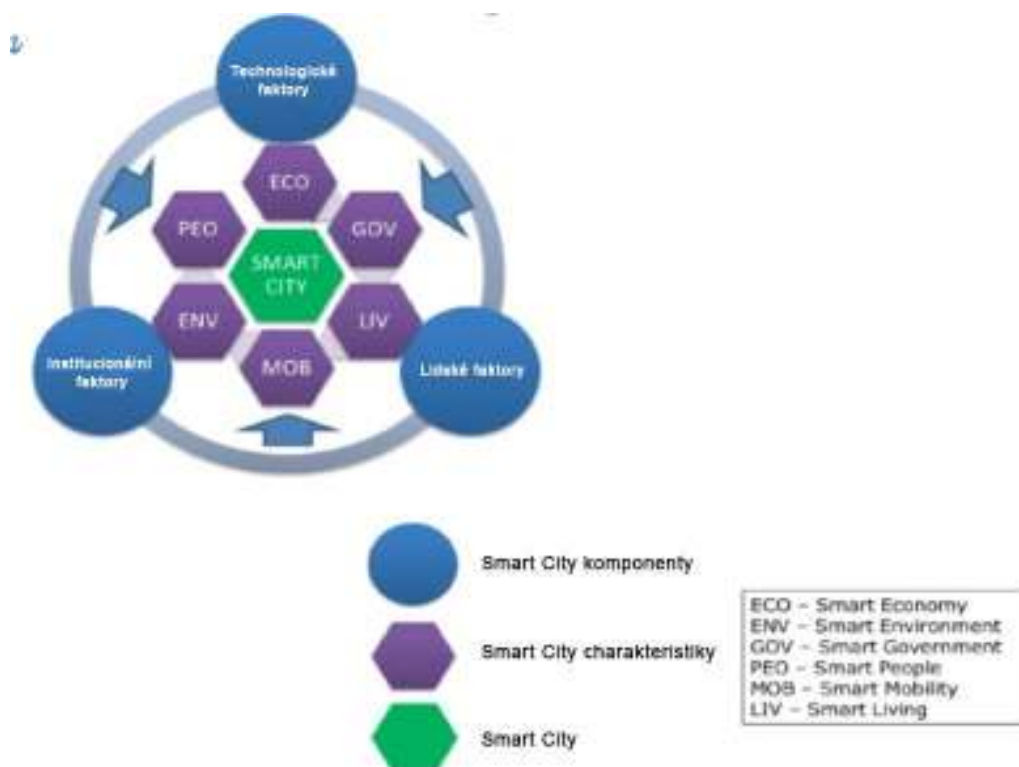 Technologické
faktory
ECO
PEO
GOV
SMART
CITY
ENV
LIV
MOB
Institucionální
faktory
Lidské faktory
Smart City komponenty
Smart City charakteristiky
Smart City
ECO – Smart Economy
ENV – Smart Environment
GOV – Smart Government
PEO – Smart People
MOB – Smart Mobility
LIV – Smart Living